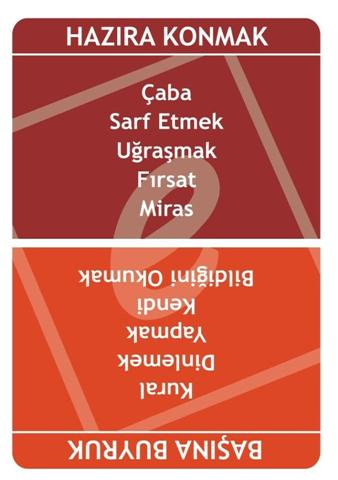 HAZIRA KONMAK
Çaba
Sarf Etmek
Uğraşmak
Fırsat
Miras
BAŞINA BUYRUK
Kural
Dinlemek
Yapmak
Kendi
Bildiğini Okumak